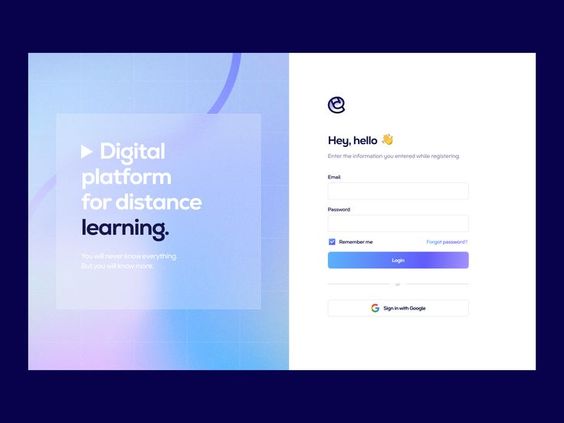 Digital
platform
for distance
learning.
You will never know everything.
But you will know more.
Hey, hello 👋
Enter the information you entered while registering.
Email
Password
Remember me
Forgot password?
Login
or
Sign in with Google